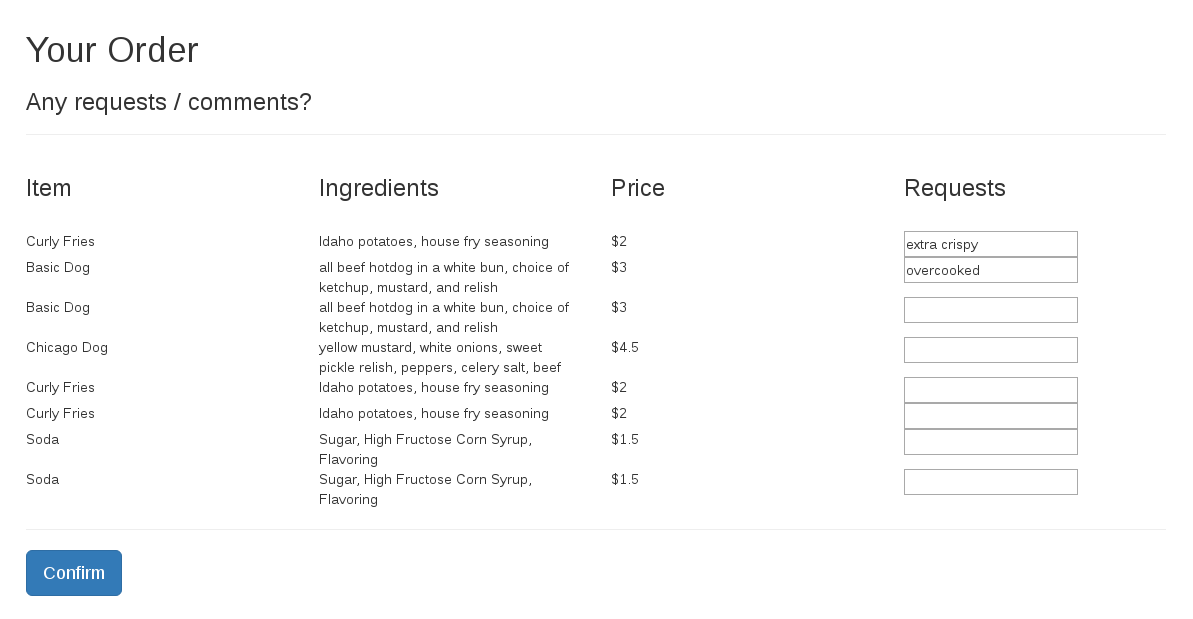 Your Order
Any requests / comments?
Item Ingredients Price Requests
Curly Fries Idaho potatoes, house fry seasoning $2 extra crispy
Basic Dog all beef hotdog in a white bun, choice of $3 overcooked
ketchup, mustard, and relish
Basic Dog all beef hotdog in a white bun, choice of $3
ketchup, mustard, and relish
Chicago Dog yellow mustard, white onions, sweet $4.5
pickle relish, peppers, celery salt, beef
Curly Fries Idaho potatoes, house fry seasoning $2
Curly Fries Idaho potatoes, house fry seasoning $2
Soda Sugar, High Fructose Corn Syrup, $1.5
Flavoring
Soda Sugar, High Fructose Corn Syrup, $1.5
Flavoring
Confirm